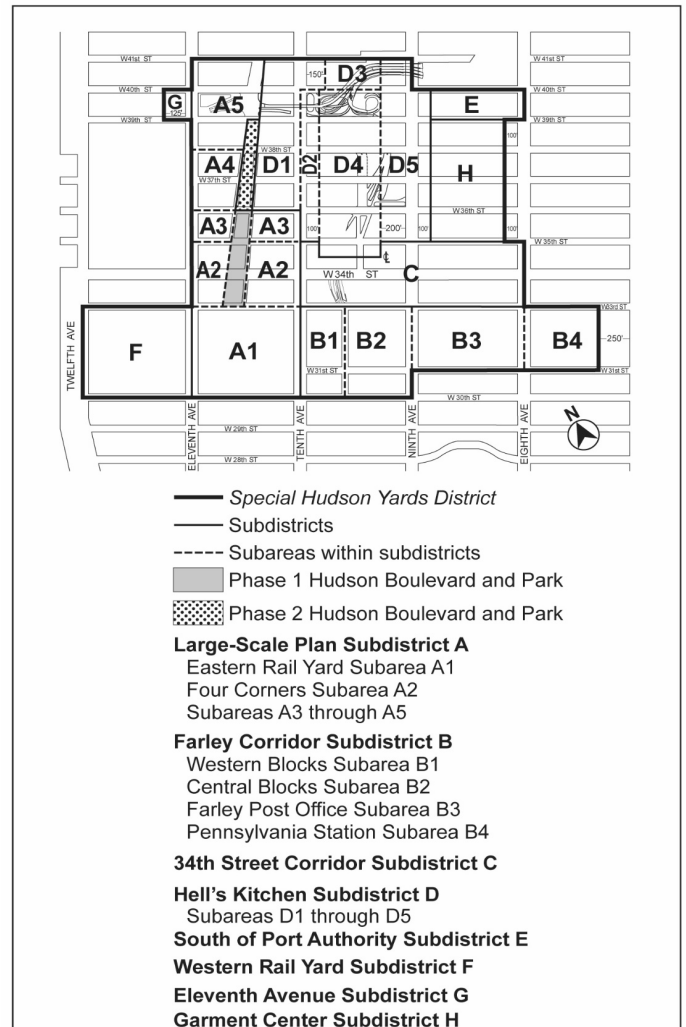 W41st ST
W 41st ST
-150'-
D3
W40th ST
W 40th ST
G
-125'-
A5
E
W39th ST
W 39th ST
100'
W 38th ST
A4
D1
D2
D4
D5
H
W37th ST
W36th ST
A3
A3
100'
-200'-
100'
100'
W 35th ST
A2
A2
℄
W 34th ST
C
W33rd ST
F
A1
B1
B2
B3
B4
-250'-
W31st ST
W 31st ST
W 30th ST
TWELFTH AVE
ELEVENTH AVE
TENTH AVE
NINTH AVE
EIGHTH AVE
N
W 29th ST
W 28th ST
Special Hudson Yards District
Subdistricts
Subareas within subdistricts
Phase 1 Hudson Boulevard and Park
Phase 2 Hudson Boulevard and Park
Large-Scale Plan Subdistrict A
Eastern Rail Yard Subarea A1
Four Corners Subarea A2
Subareas A3 through A5
Farley Corridor Subdistrict B
Western Blocks Subarea B1
Central Blocks Subarea B2
Farley Post Office Subarea B3
Pennsylvania Station Subarea B4
34th Street Corridor Subdistrict C
Hell's Kitchen Subdistrict D
Subareas D1 through D5
South of Port Authority Subdistrict E
Western Rail Yard Subdistrict F
Eleventh Avenue Subdistrict G
Garment Center Subdistrict H